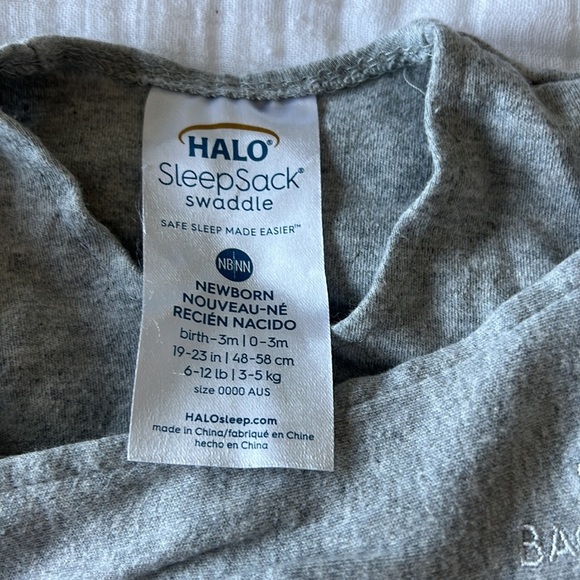 HALO®
SleepSack®
swaddle
SAFE SLEEP MADE EASIER™
NB|NN
NEWBORN
NOUVEAU-NÉ
RECIÉN NACIDO
birth-3m | 0-3m
19-23 in | 48-58 cm
6-12 lb | 3-5 kg
size 0000 AUS
HALOsleep.com
made in China/fabriqué en Chine
hecho en China